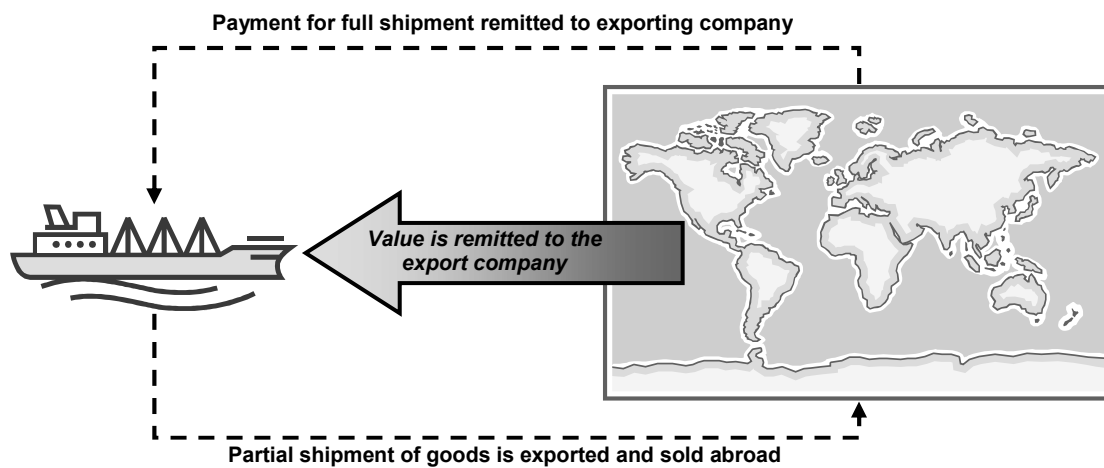 Payment for full shipment remitted to exporting company
Value is remitted to the
export company
Partial shipment of goods is exported and sold abroad